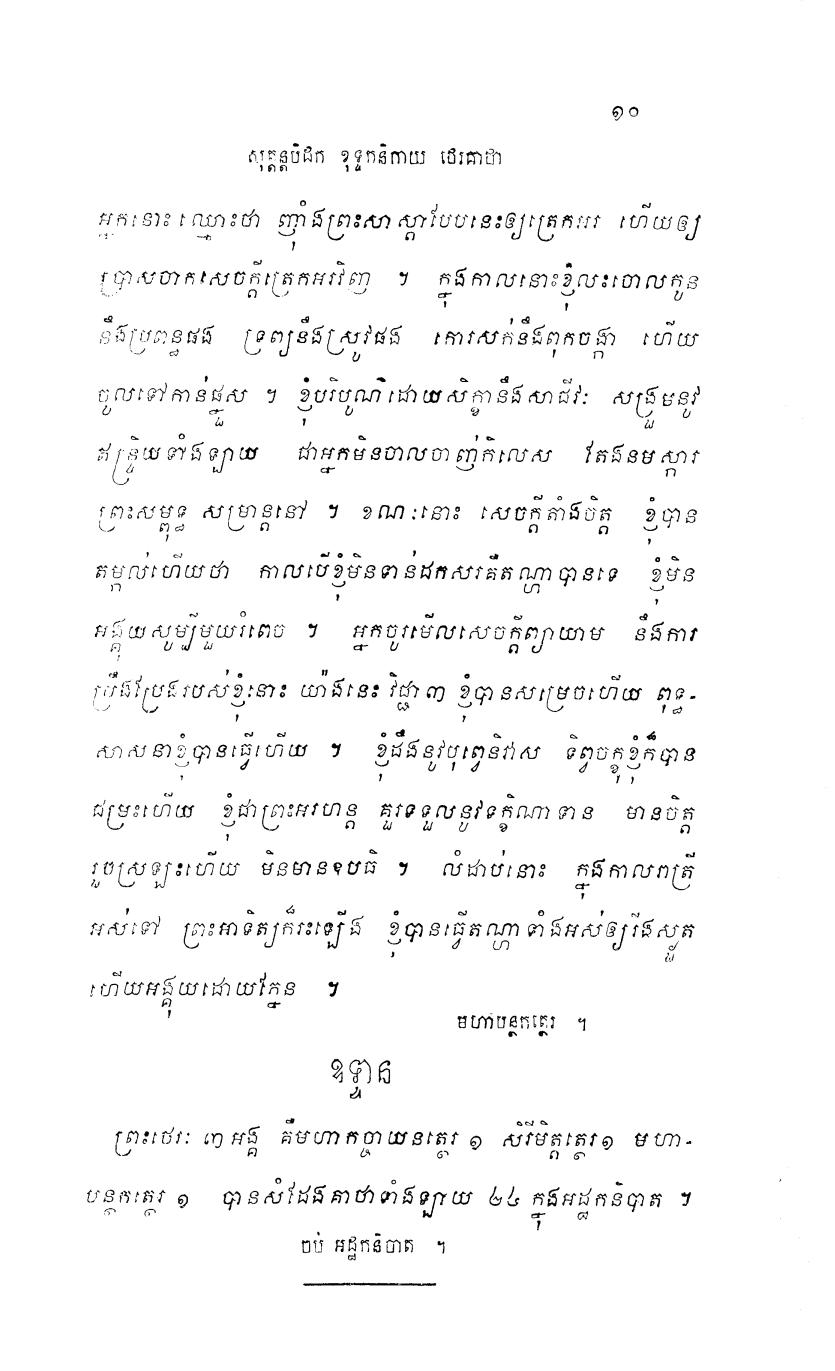 ១០
សុត្តន្តបិដក ខុទ្ទកនិកាយ ថេរគាថា
អ្នកនោះ ឈ្មោះថា ញ៉ាំងព្រះសាស្តាបែបនេះឲ្យត្រេកអរ ហើយឲ្យ
ឃ្លាសចាកសេចក្តីត្រេកអរវិញ ។ ក្នុងកាលនោះខ្ញុំលះចោលកូន
នឹងប្រពន្ធផង ទ្រព្យនឹងស្រូវផង កោរសក់នឹងពុកចង្កា ហើយ
ចូលទៅកាន់ផ្នួស ។ ខ្ញុំបរិបូណ៌ដោយសិក្ខានឹងសាជីវៈ សង្រួមនូវ
ឥន្ទ្រិយទាំងឡាយ ជាអ្នកមិនចាលចាញ់កិលេស តែងនមស្ការ
ព្រះសម្ពុទ្ធ សម្រាន្តនៅ ។ ខណៈនោះ សេចក្តីតាំងចិត្ត ខ្ញុំបាន
តម្កល់ហើយថា កាលបើខ្ញុំមិនទាន់ដកសរគឺតណ្ហាបានទេ ខ្ញុំមិន
អង្គុយសូម្បីមួយរំពេច ។ អ្នកចូរមើលសេចក្តីព្យាយាម នឹងការ
ប្រឹងប្រែងរបស់ខ្ញុំនោះ យ៉ាងនេះ វិជ្ជា ៣ ខ្ញុំបានសម្រេចហើយ ពុទ្ធ-
សាសនាខ្ញុំបានធ្វើហើយ ។ ខ្ញុំដឹងនូវបុព្វេនិវាស ទិព្វចក្ខុខ្ញុំក៏បាន
ជម្រះហើយ ខ្ញុំជាព្រះអរហន្ត គួរទទួលនូវទក្ខិណាទាន មានចិត្ត
រួចស្រឡះហើយ មិនមានឧបធិ ។ លំដាប់នោះ ក្នុងកាលរាត្រី
អស់ទៅ ព្រះអាទិត្យក៏រះឡើង ខ្ញុំបានធ្វើតណ្ហាទាំងអស់ឲ្យរីងស្ងួត
ហើយអង្គុយដោយភ្នែន ។
មហាបន្ថកត្ថេរ ។
ឧទ្ទាន
ព្រះថេរៈ ៣ អង្គ គឺមហាកច្ចាយនត្ថេរ ១ សិរីមិត្តត្ថេរ ១ មហា-
បន្ថកត្ថេរ ១ បានសំដែងគាថាទាំងឡាយ ២៤ ក្នុងអដ្ឋកនិបាត ។
ចប់ អដ្ឋកនិបាត ។